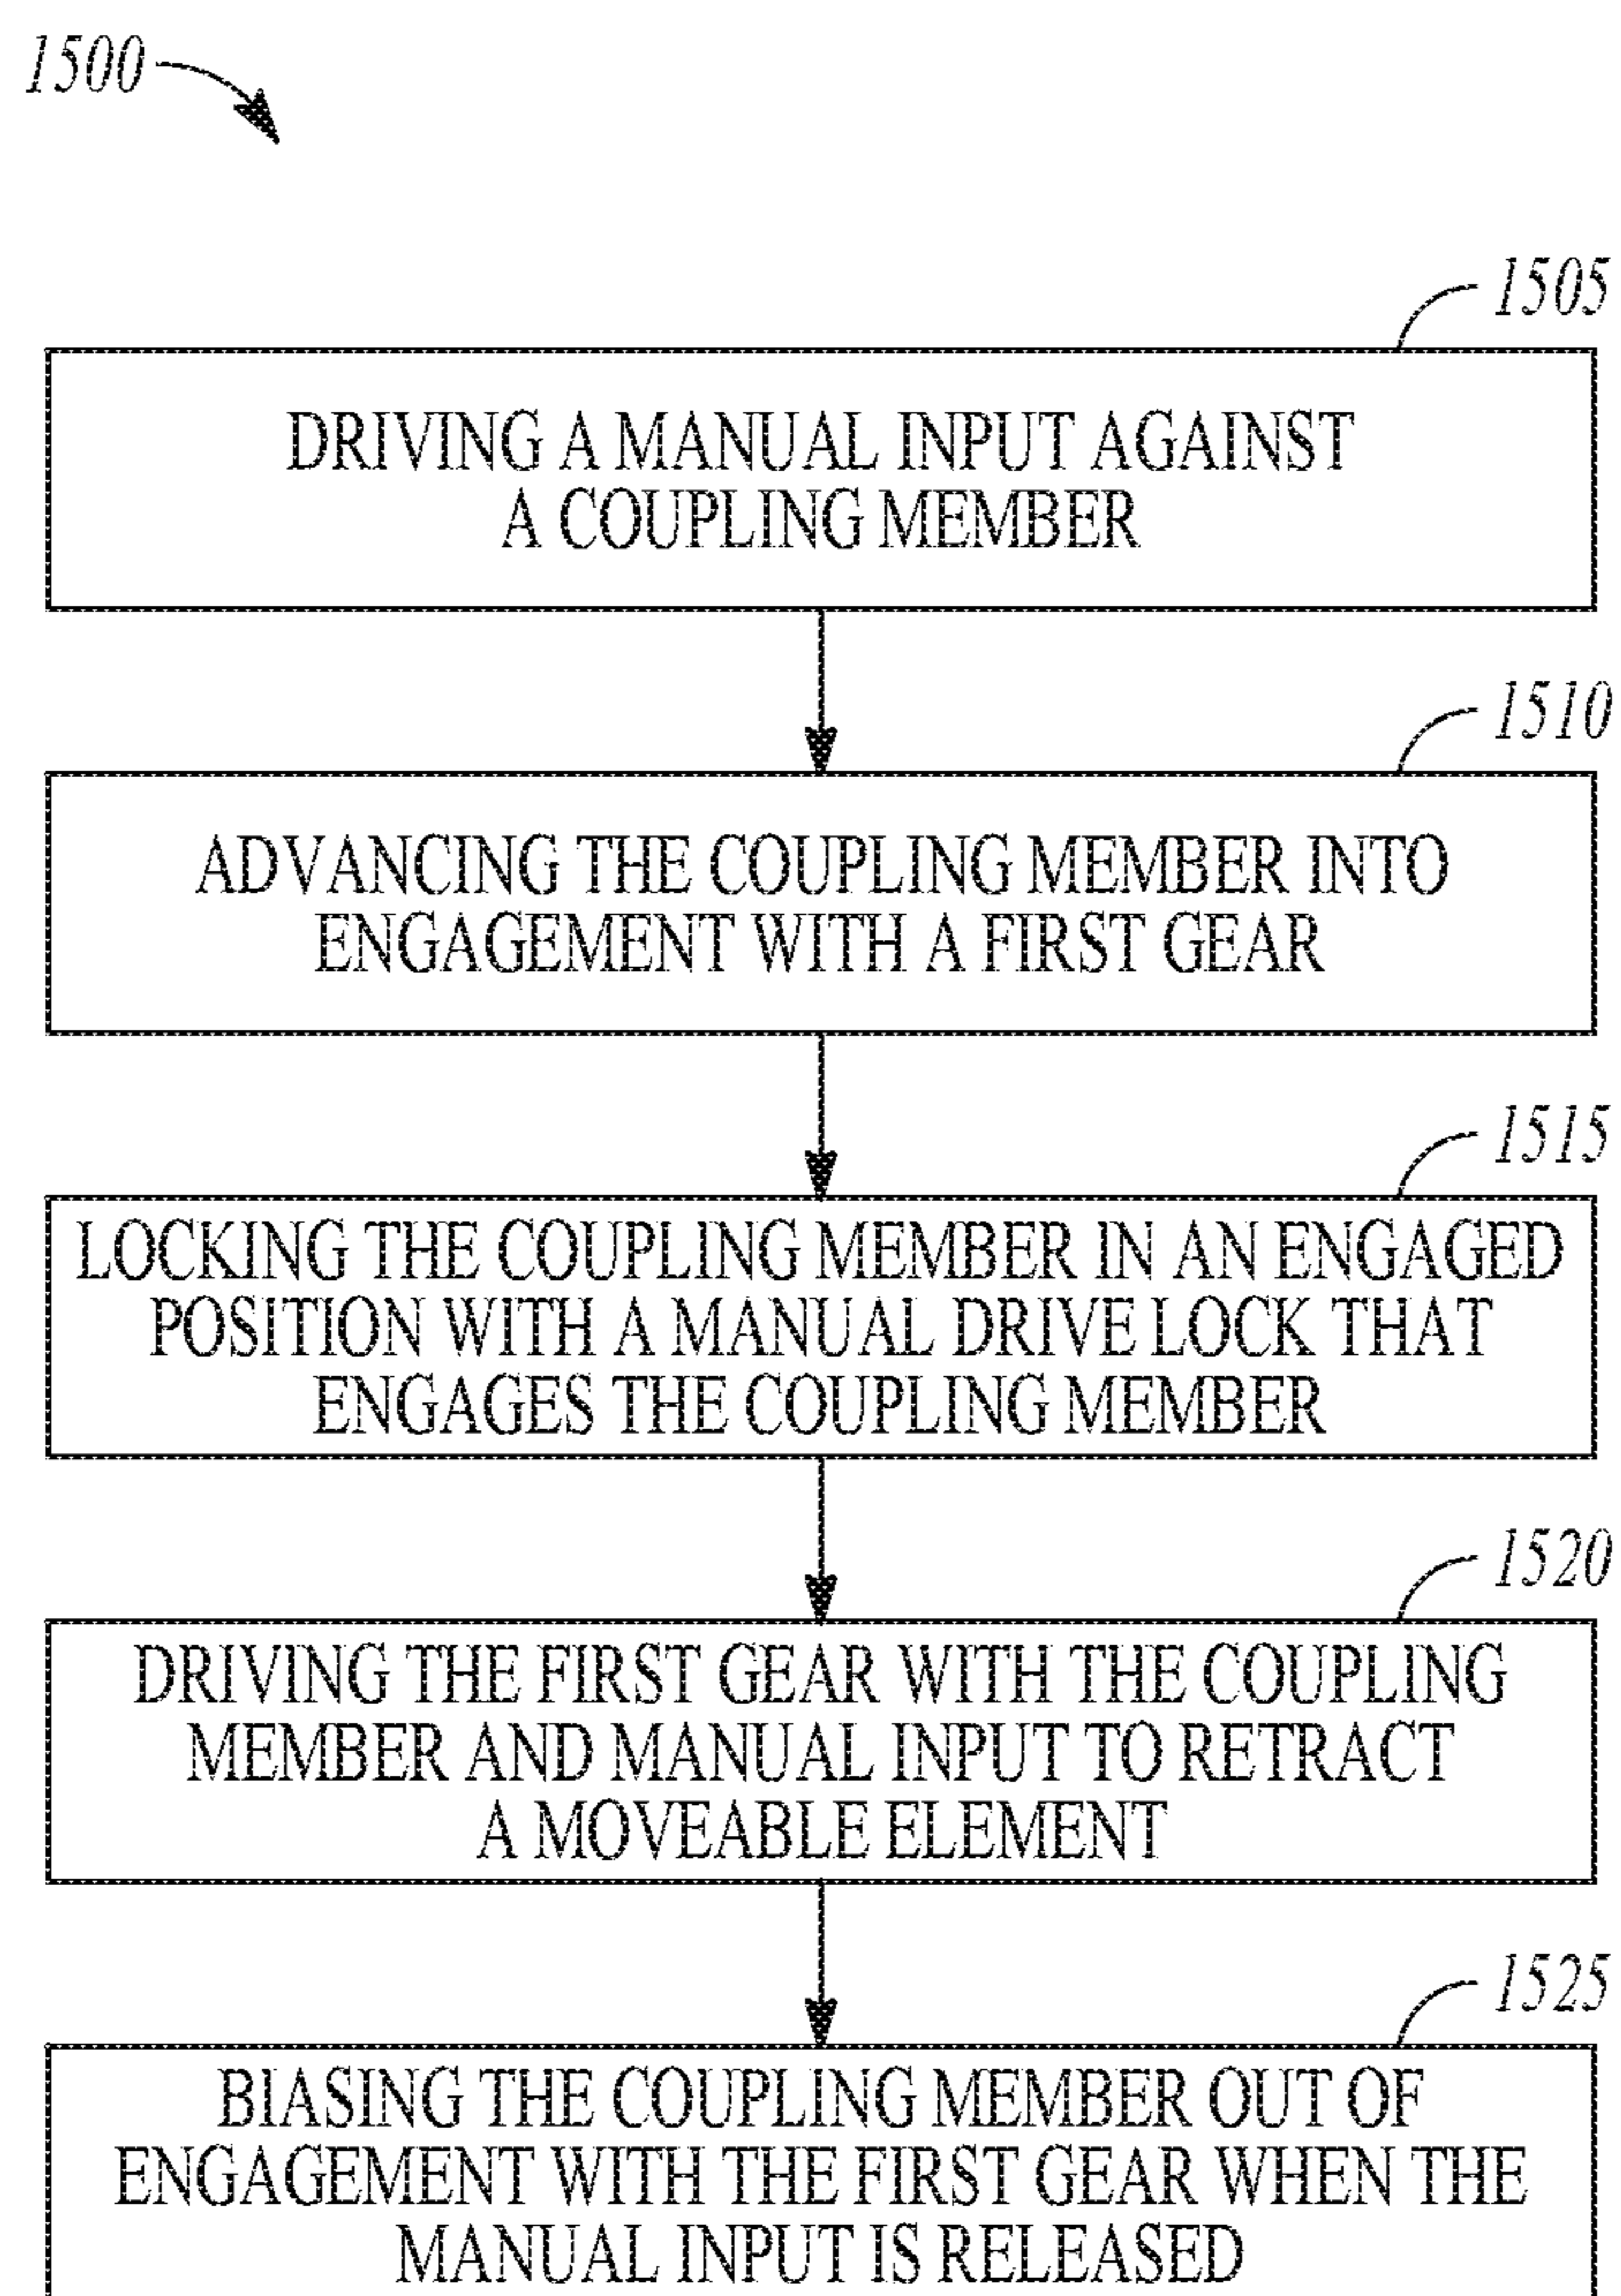 1500
1505
DRIVING A MANUAL INPUT AGAINST
A COUPLING MEMBER
1510
ADVANCING THE COUPLING MEMBER INTO
ENGAGEMENT WITH A FIRST GEAR
1515
LOCKING THE COUPLING MEMBER IN AN ENGAGED
POSITION WITH A MANUAL DRIVE LOCK THAT
ENGAGES THE COUPLING MEMBER
1520
DRIVING THE FIRST GEAR WITH THE COUPLING
MEMBER AND MANUAL INPUT TO RETRACT
A MOVEABLE ELEMENT
1525
BIASING THE COUPLING MEMBER OUT OF
ENGAGEMENT WITH THE FIRST GEAR WHEN THE
MANUAL INPUT IS RELEASED